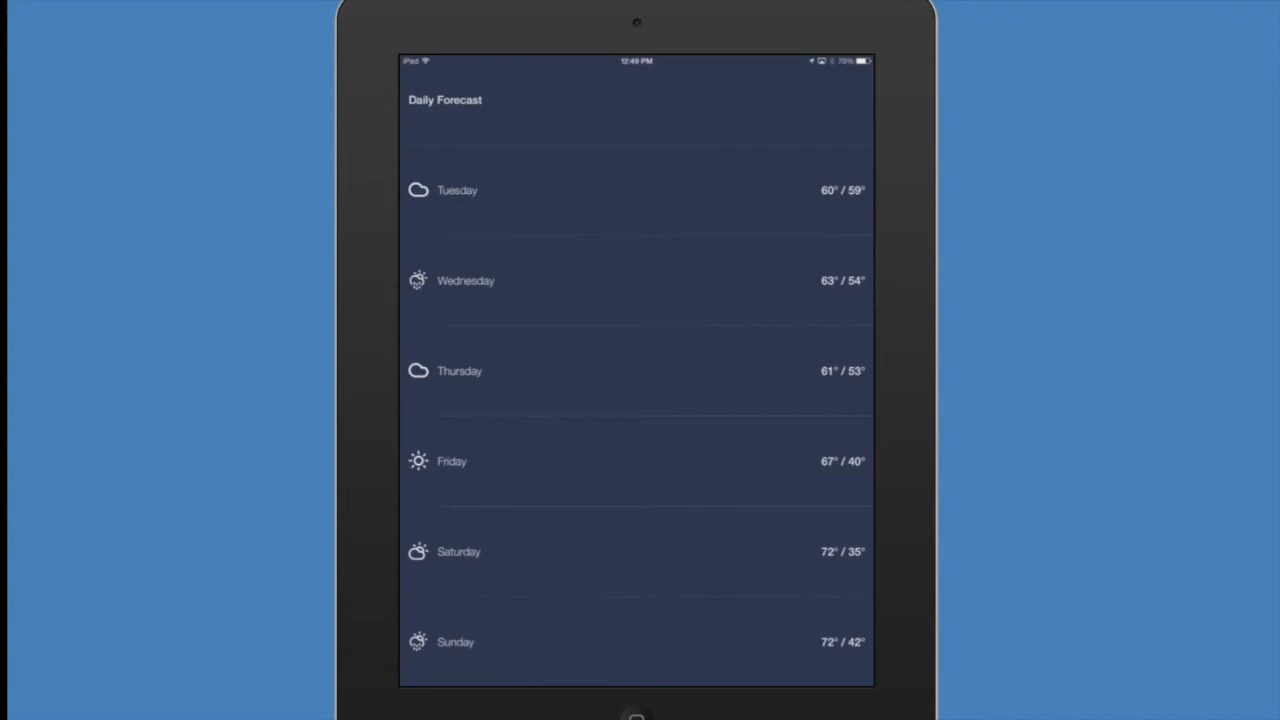 iPad 12:49 PM 70%
Daily Forecast
Tuesday 60° / 59°
Wednesday 63° / 54°
Thursday 61° / 53°
Friday 67° / 40°
Saturday 72° / 35°
Sunday 72° / 42°